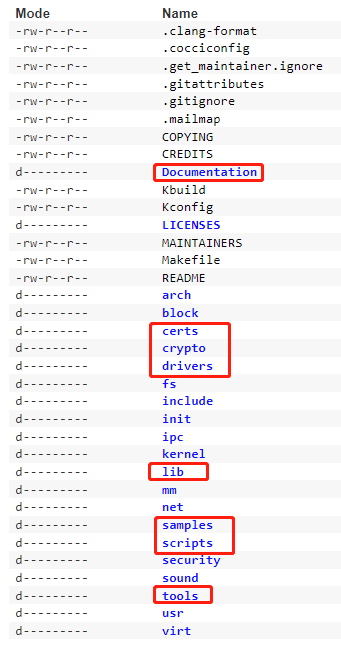 Mode Name
-rw-r--r-- .clang-format
-rw-r--r-- .cocciconfig
-rw-r--r-- .get_maintainer.ignore
-rw-r--r-- .gitattributes
-rw-r--r-- .gitignore
-rw-r--r-- .mailmap
-rw-r--r-- COPYING
-rw-r--r-- CREDITS
d--------- Documentation
-rw-r--r-- Kbuild
-rw-r--r-- Kconfig
d--------- LICENSES
-rw-r--r-- MAINTAINERS
-rw-r--r-- Makefile
-rw-r--r-- README
d--------- arch
d--------- block
d--------- certs
d--------- crypto
d--------- drivers
d--------- fs
d--------- include
d--------- init
d--------- ipc
d--------- kernel
d--------- lib
d--------- mm
d--------- net
d--------- samples
d--------- scripts
d--------- security
d--------- sound
d--------- tools
d--------- usr
d--------- virt